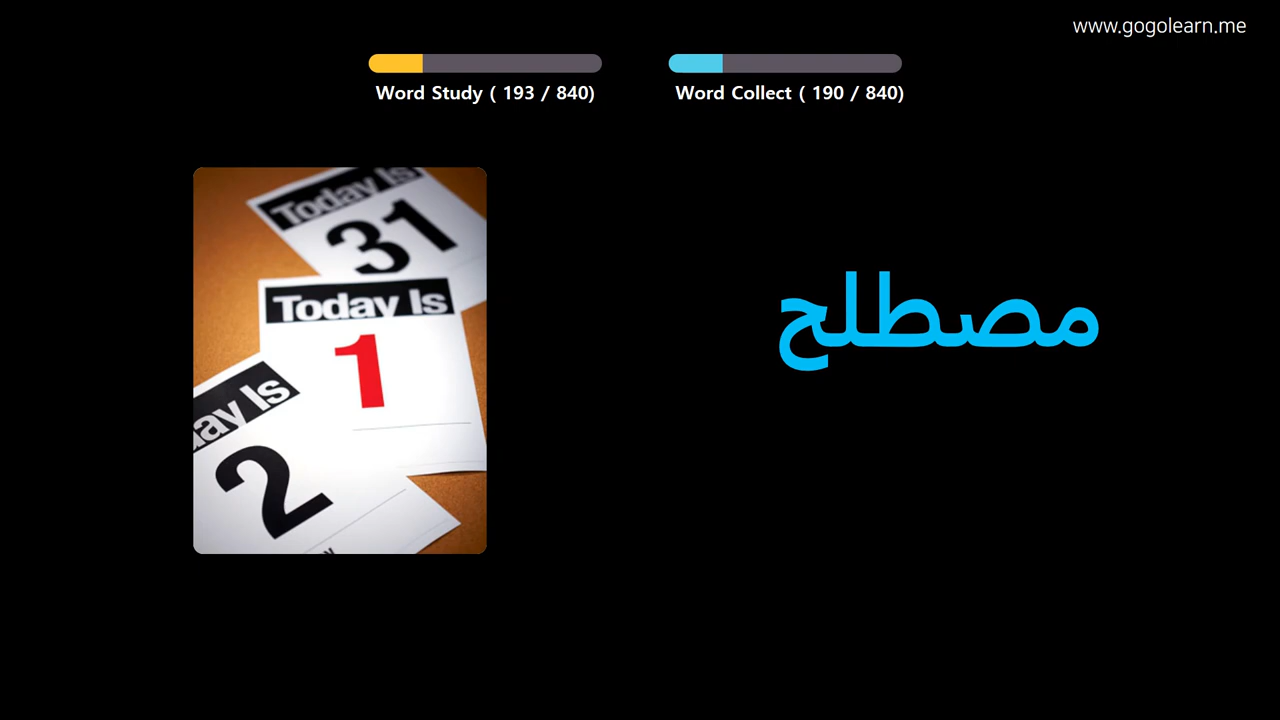 www.gogolearn.me
Word Study ( 193 / 840)
Word Collect ( 190 / 840)
Today Is
31
Today Is
1
day Is
2
مصطلح